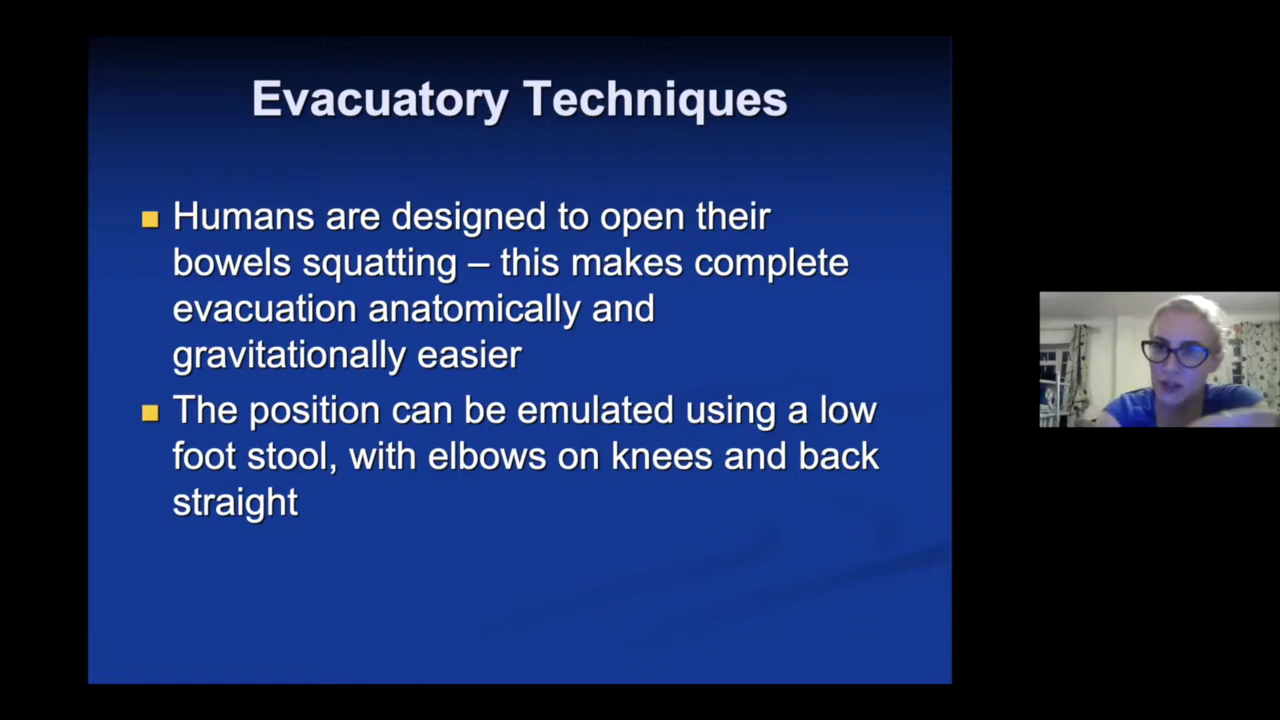 Evacuatory Techniques
Humans are designed to open their
bowels squatting – this makes complete
evacuation anatomically and
gravitationally easier
The position can be emulated using a low
foot stool, with elbows on knees and back
straight